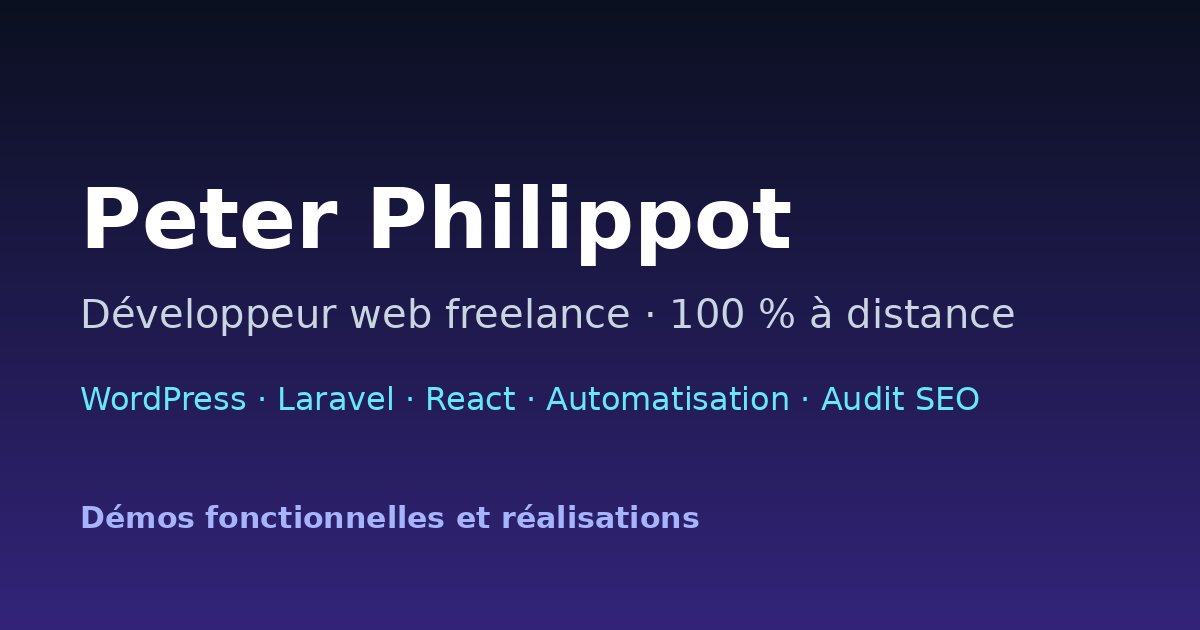 Peter Philippot
Développeur web freelance · 100 % à distance
WordPress · Laravel · React · Automatisation · Audit SEO
Démos fonctionnelles et réalisations